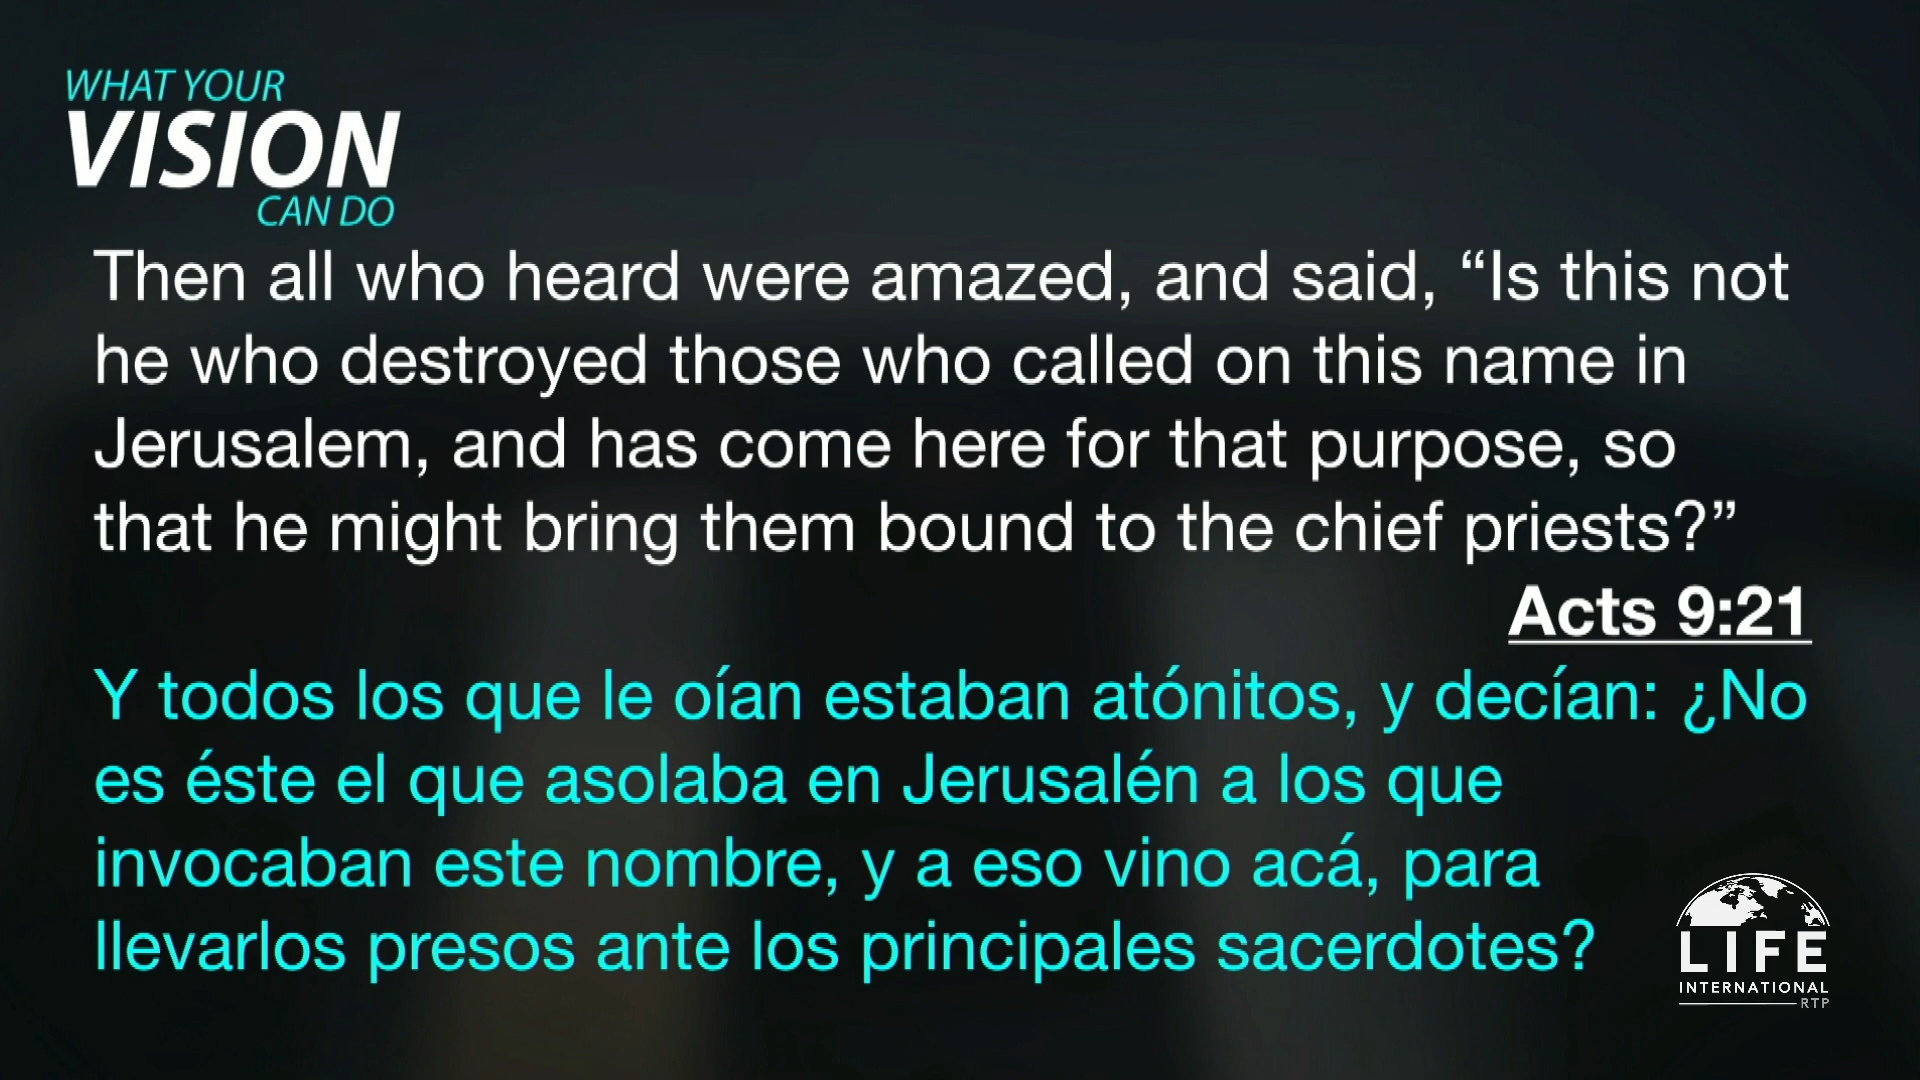 WHAT YOUR
VISION
CAN DO
Then all who heard were amazed, and said, “Is this not
he who destroyed those who called on this name in
Jerusalem, and has come here for that purpose, so
that he might bring them bound to the chief priests?”
Acts 9:21
Y todos los que le oían estaban atónitos, y decían: ¿No
es éste el que asolaba en Jerusalén a los que
invocaban este nombre, y a eso vino acá, para
llevarlos presos ante los principales sacerdotes?
LIFE
INTERNATIONAL
RTP